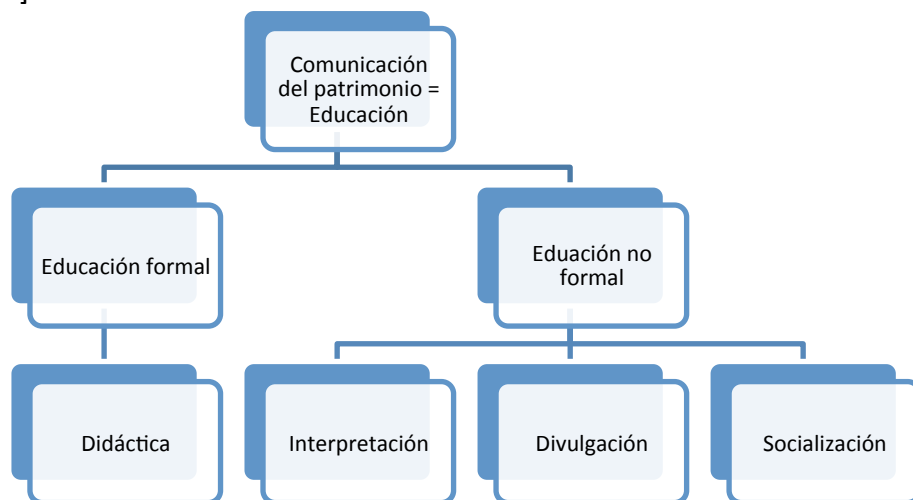 Comunicación
del patrimonio =
Educación
Educación formal
Eduación no
formal
Didáctica
Interpretación
Divulgación
Socialización